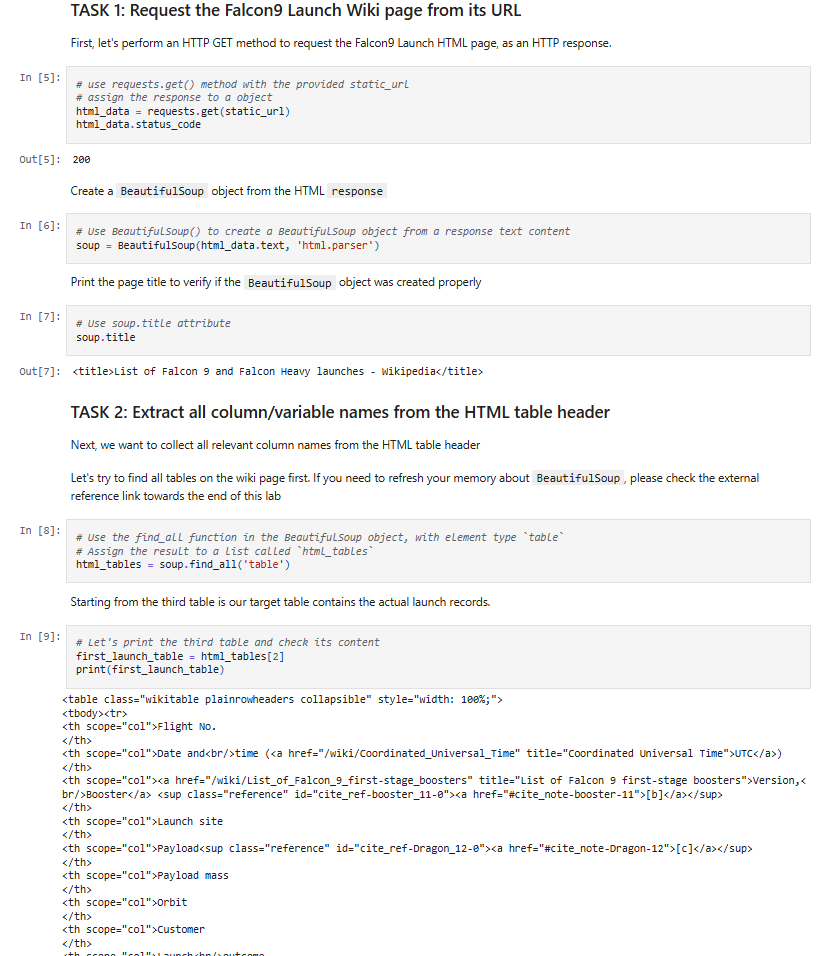 TASK 1: Request the Falcon9 Launch Wiki page from its URL
First, let's perform an HTTP GET method to request the Falcon9 Launch HTML page, as an HTTP response.
In [5]:
# use requests.get() method with the provided static_url
# assign the response to a object
html_data = requests.get(static_url)
html_data.status_code
Out[5]: 200
Create a BeautifulSoup object from the HTML response
In [6]:
# Use BeautifulSoup() to create a BeautifulSoup object from a response text content
soup = BeautifulSoup(html_data.text, 'html.parser')
Print the page title to verify if the BeautifulSoup object was created properly
In [7]:
# Use soup.title attribute
soup.title
Out[7]: <title>List of Falcon 9 and Falcon Heavy launches - Wikipedia</title>
TASK 2: Extract all column/variable names from the HTML table header
Next, we want to collect all relevant column names from the HTML table header
Let's try to find all tables on the wiki page first. If you need to refresh your memory about BeautifulSoup, please check the external
reference link towards the end of this lab
In [8]:
# Use the find_all function in the BeautifulSoup object, with element type `table`
# Assign the result to a list called `html_tables`
html_tables = soup.find_all('table')
Starting from the third table is our target table contains the actual launch records.
In [9]:
# Let's print the third table and check its content
first_launch_table = html_tables[2]
print(first_launch_table)
<table class="wikitable plainrowheaders collapsible" style="width: 100%;">
<tbody><tr>
<th scope="col">Flight No.
</th>
<th scope="col">Date and<br/>time (<a href="/wiki/Coordinated_Universal_Time" title="Coordinated Universal Time">UTC</a>)
</th>
<th scope="col"><a href="/wiki/List_of_Falcon_9_first-stage_boosters" title="List of Falcon 9 first-stage boosters">Version,<
br/>Booster</a> <sup class="reference" id="cite_ref-booster_11-0"><a href="#cite_note-booster-11">[b]</a></sup>
</th>
<th scope="col">Launch site
</th>
<th scope="col">Payload<sup class="reference" id="cite_ref-Dragon_12-0"><a href="#cite_note-Dragon-12">[c]</a></sup>
</th>
<th scope="col">Payload mass
</th>
<th scope="col">Orbit
</th>
<th scope="col">Customer
</th>
<th scope="col">Launch<br/>outcome